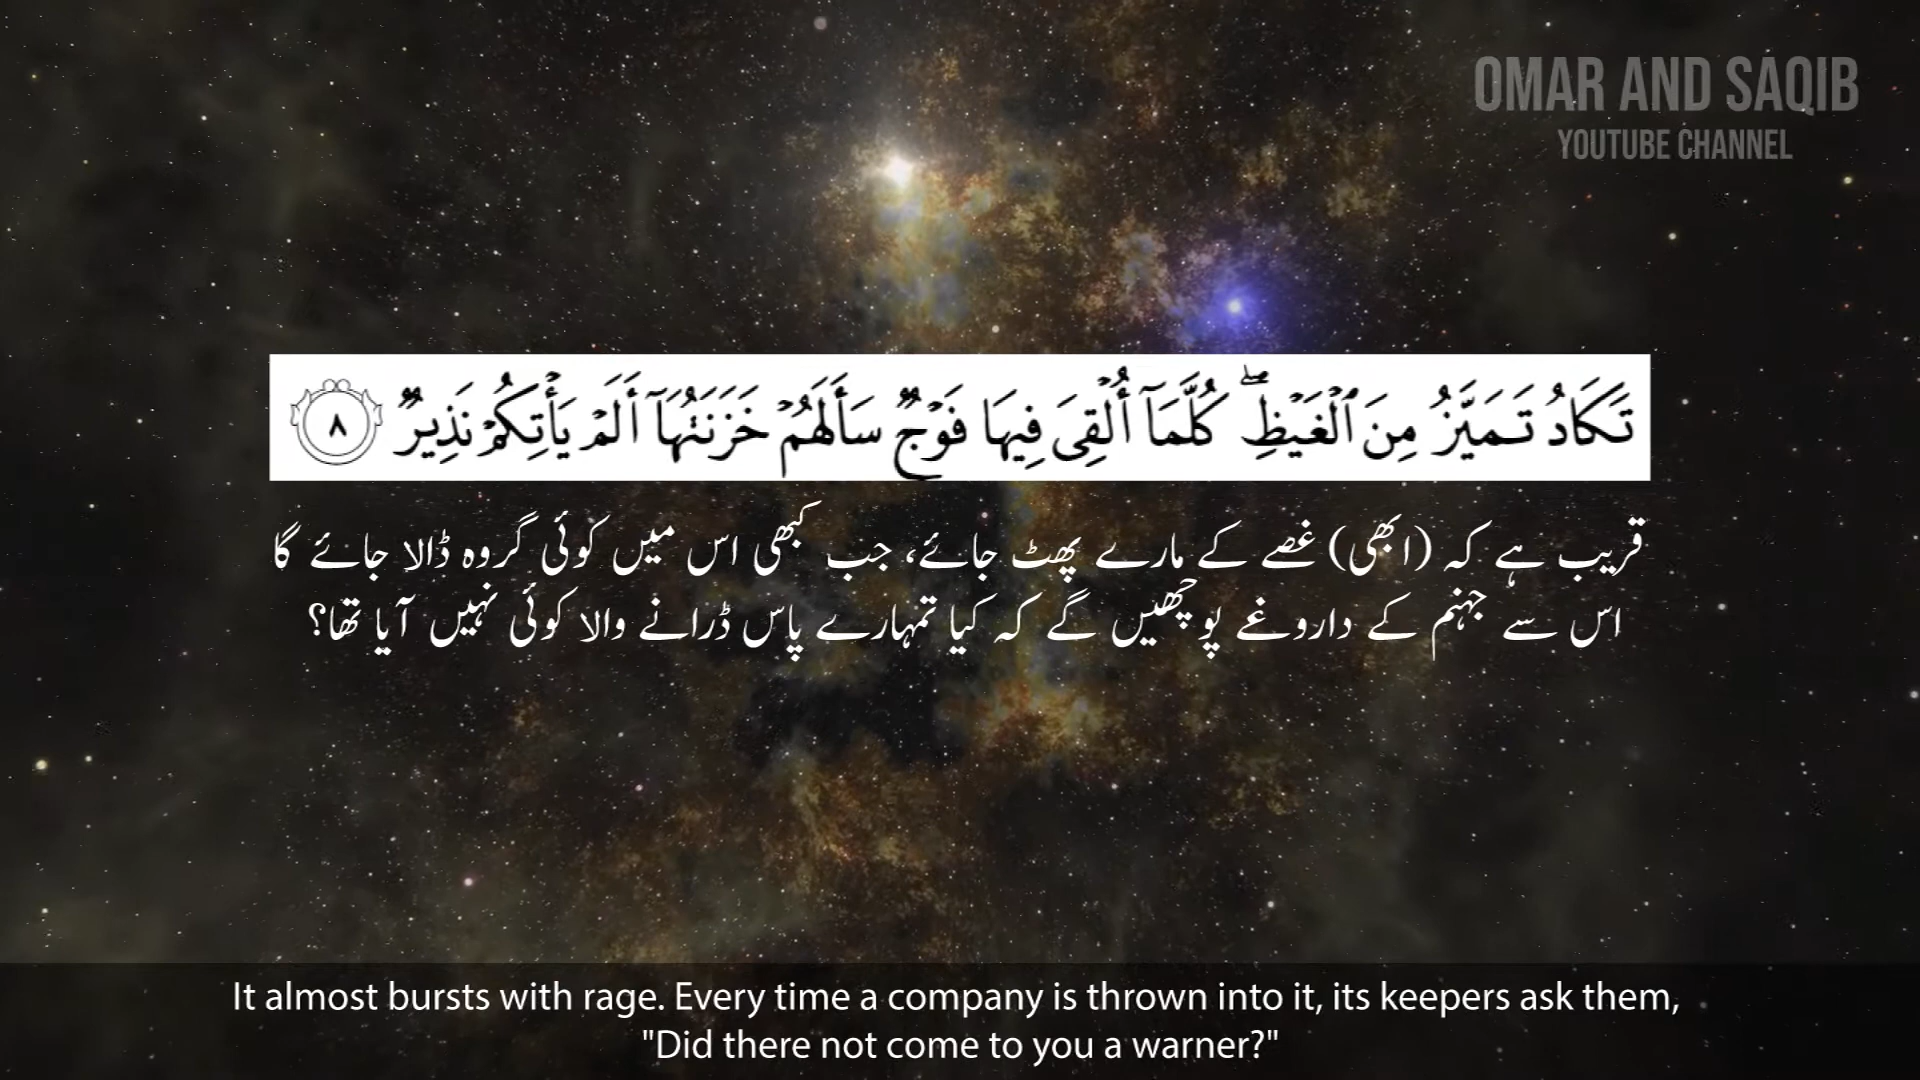 OMAR AND SAQIB
YOUTUBE CHANNEL
تَكَادُ تَمَيَّزُ مِنَ ٱلْغَيْظِ ۖ كُلَّمَآ أُلْقِىَ فِيهَا فَوْجٌ سَأَلَهُمْ خَزَنَتُهَآ أَلَمْ يَأْتِكُمْ نَذِيرٌ ٨
قریب ہے کہ (ابھی) غصے کے مارے پھٹ جائے، جب کبھی اس میں کوئی گروہ ڈالا جائے گا
اس سے جہنم کے داروغے پوچھیں گے کہ کیا تمہارے پاس ڈرانے والا کوئی نہیں آیا تھا؟
It almost bursts with rage. Every time a company is thrown into it, its keepers ask them,
"Did there not come to you a warner?"